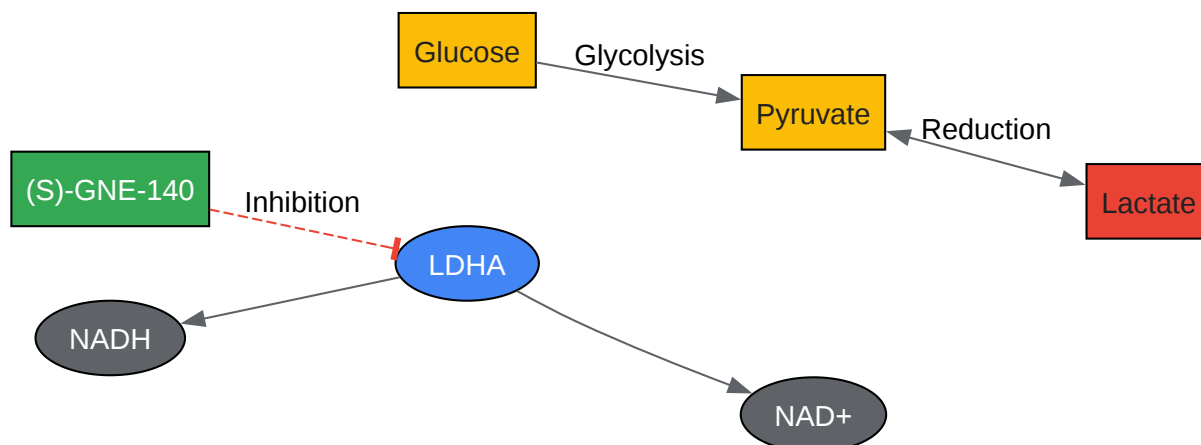 Glucose
Glycolysis
Pyruvate
Reduction
Lactate
(S)-GNE-140
Inhibition
LDHA
NADH
NAD+